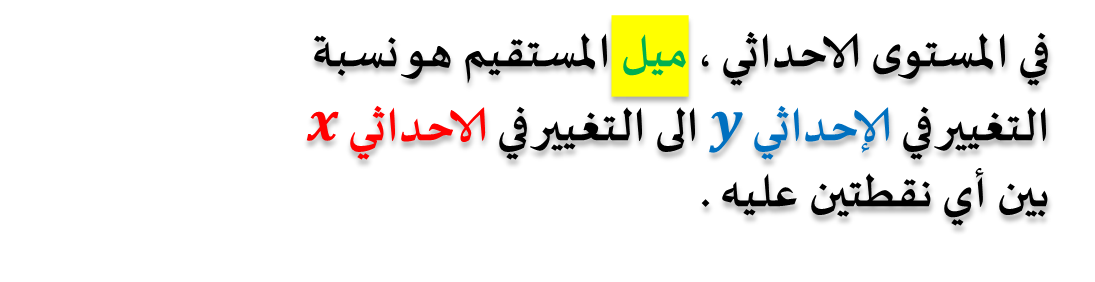 في المستوى الاحداثي ، ميل المستقيم هو نسبة
التغيير في الإحداثي y الى التغيير في الاحداثي x
بين أي نقطتين عليه .